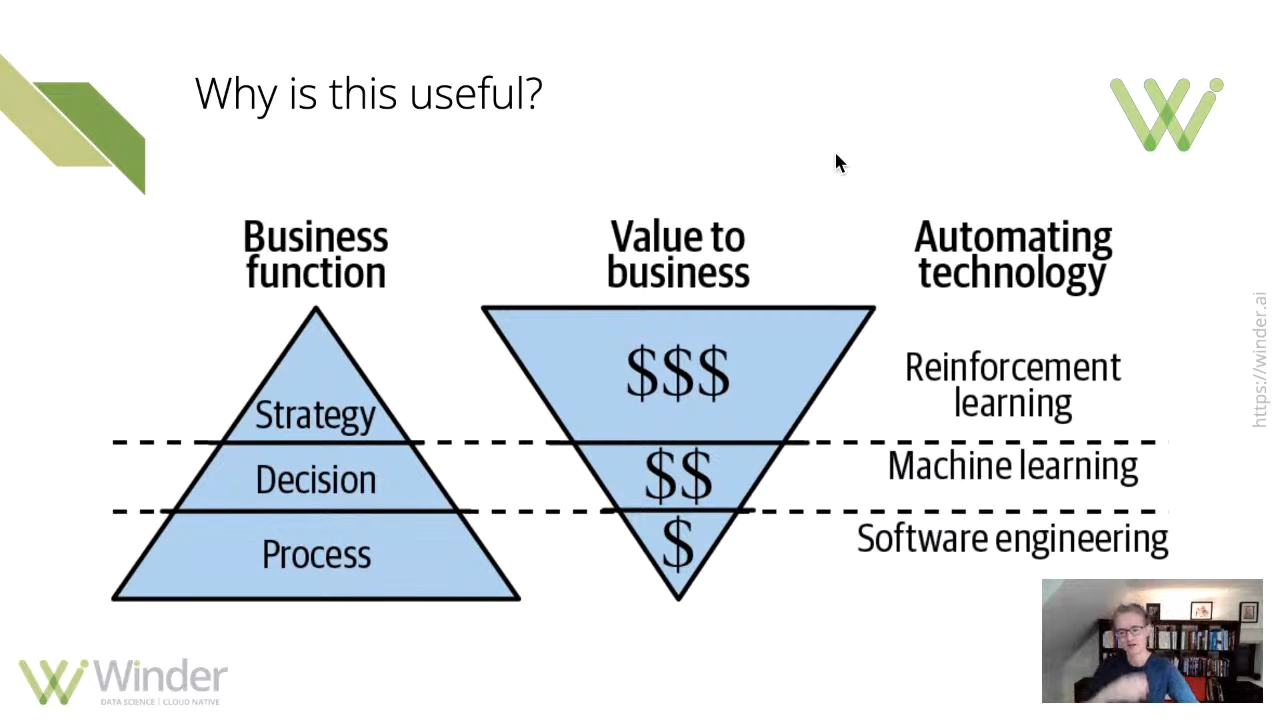 Why is this useful?
Business
function
Value to
business
Automating
technology
$$$
Reinforcement
learning
Strategy
$$
Machine learning
Decision
$
Software engineering
Process
https://winder.ai
Winder
DATA SCIENCE | CLOUD NATIVE